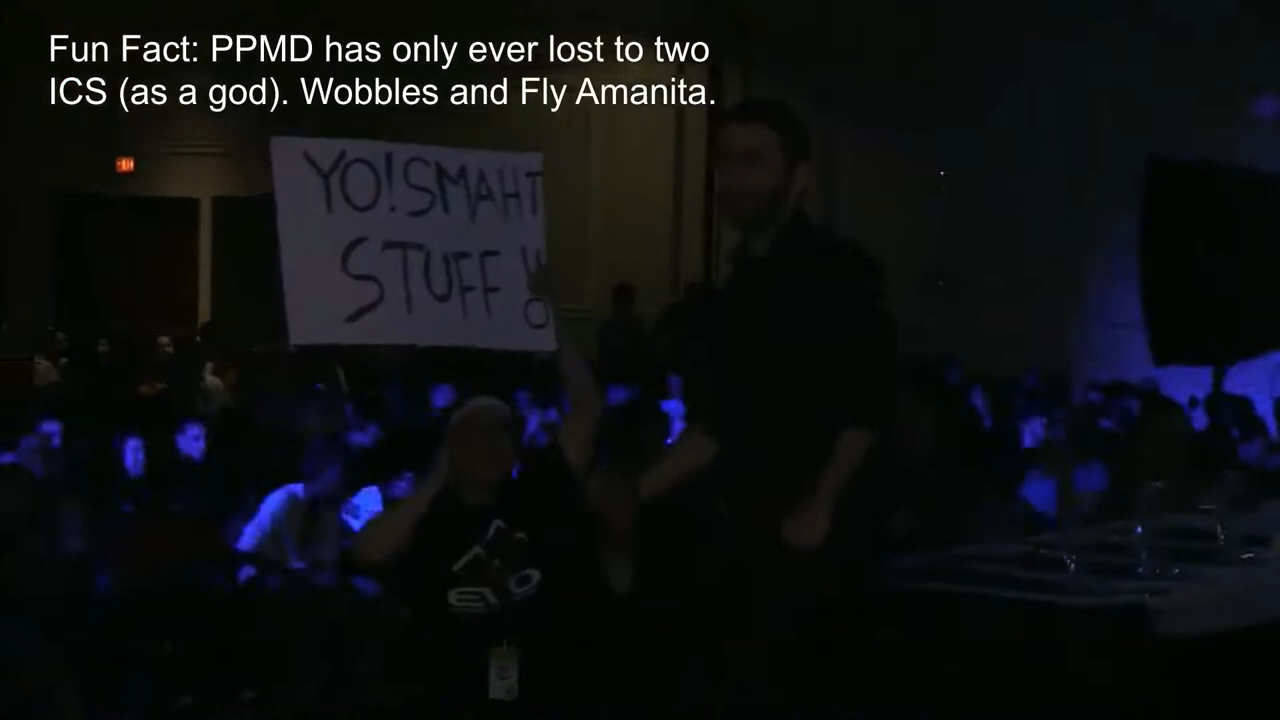 Fun Fact: PPMD has only ever lost to two
ICS (as a god). Wobbles and Fly Amanita.
YO! SMAHT
STUFF !!
EVO